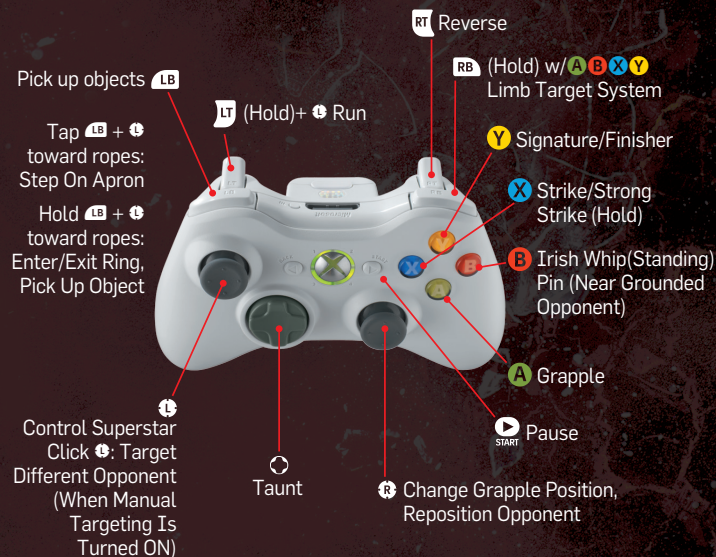 RT Reverse
RB (Hold) w/ A B X Y
Limb Target System
Pick up objects LB
LT (Hold)+ L Run
Tap LB + L
toward ropes:
Step On Apron
Hold LB + L
toward ropes:
Enter/Exit Ring,
Pick Up Object
Y Signature/Finisher
X Strike/Strong
Strike (Hold)
B Irish Whip(Standing)
Pin (Near Grounded
Opponent)
A Grapple
START Pause
L
Control Superstar
Click L: Target
Different Opponent
(When Manual
Targeting Is
Turned ON)
Taunt
R Change Grapple Position,
Reposition Opponent
Y
X
B
A